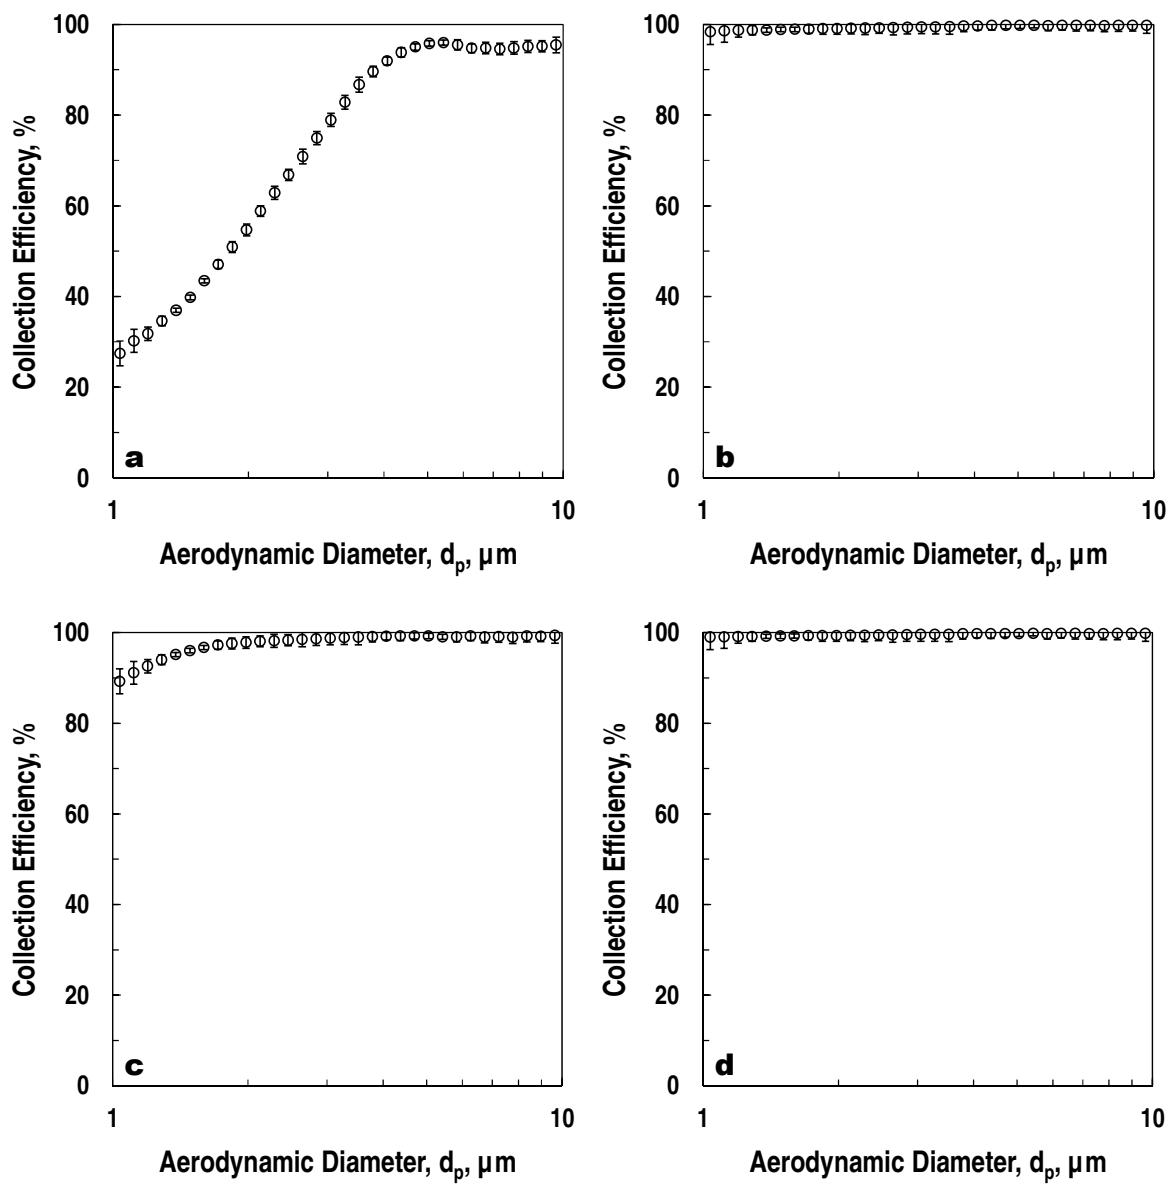 100
80
60
40
20
0
Collection Efficiency, %
a
1
10
Aerodynamic Diameter, dp, µm
100
80
60
40
20
0
Collection Efficiency, %
b
1
10
Aerodynamic Diameter, dp, µm
100
80
60
40
20
0
Collection Efficiency, %
c
1
10
Aerodynamic Diameter, dp, µm
100
80
60
40
20
0
Collection Efficiency, %
d
1
10
Aerodynamic Diameter, dp, µm